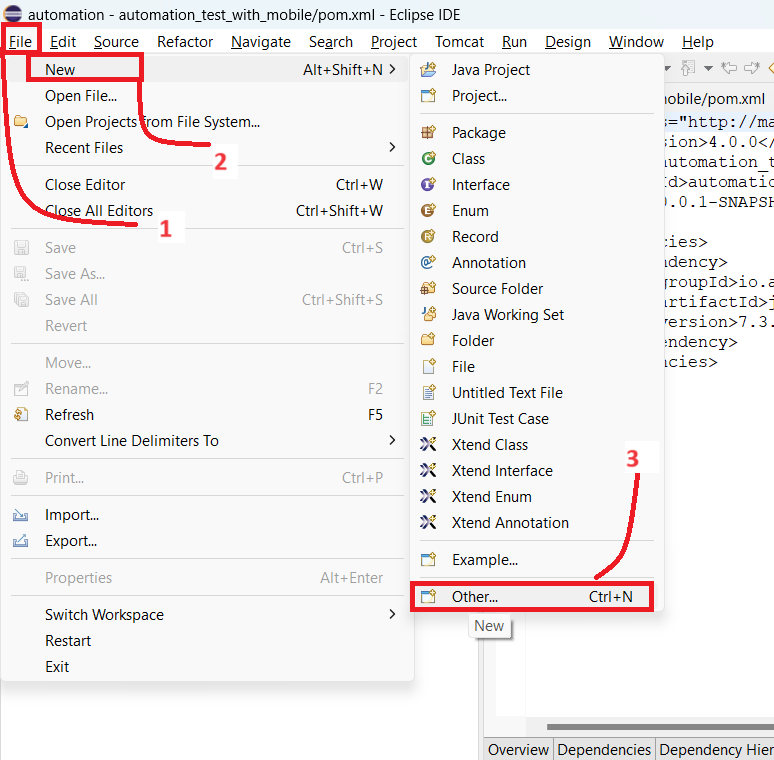 automation - automation_test_with_mobile/pom.xml - Eclipse IDE
File Edit Source Refactor Navigate Search Project Tomcat Run Design Window Help
New Alt+Shift+N
Open File...
Open Projects from File System...
Recent Files
2
Close Editor Ctrl+W
Close All Editors Ctrl+Shift+W
1
Save Ctrl+S
Save As...
Save All Ctrl+Shift+S
Revert
Move...
Rename... F2
Refresh F5
Convert Line Delimiters To
Print... Ctrl+P
Import...
Export...
Properties Alt+Enter
Switch Workspace
Restart
Exit
Java Project
Project...
Package
Class
Interface
Enum
Record
Annotation
Source Folder
Java Working Set
Folder
File
Untitled Text File
JUnit Test Case
Xtend Class
3
Xtend Interface
Xtend Enum
Xtend Annotation
Example...
Other... Ctrl+N
New
nobile/pom.xml
s="http://ma
sion>4.0.0</
automation_t
Id>automatio
0.0.1-SNAPSH
cies>
ndency>
groupId>io.a
artifactId>j
version>7.3.
endency>
ncies>
Overview Dependencies Dependency Hier